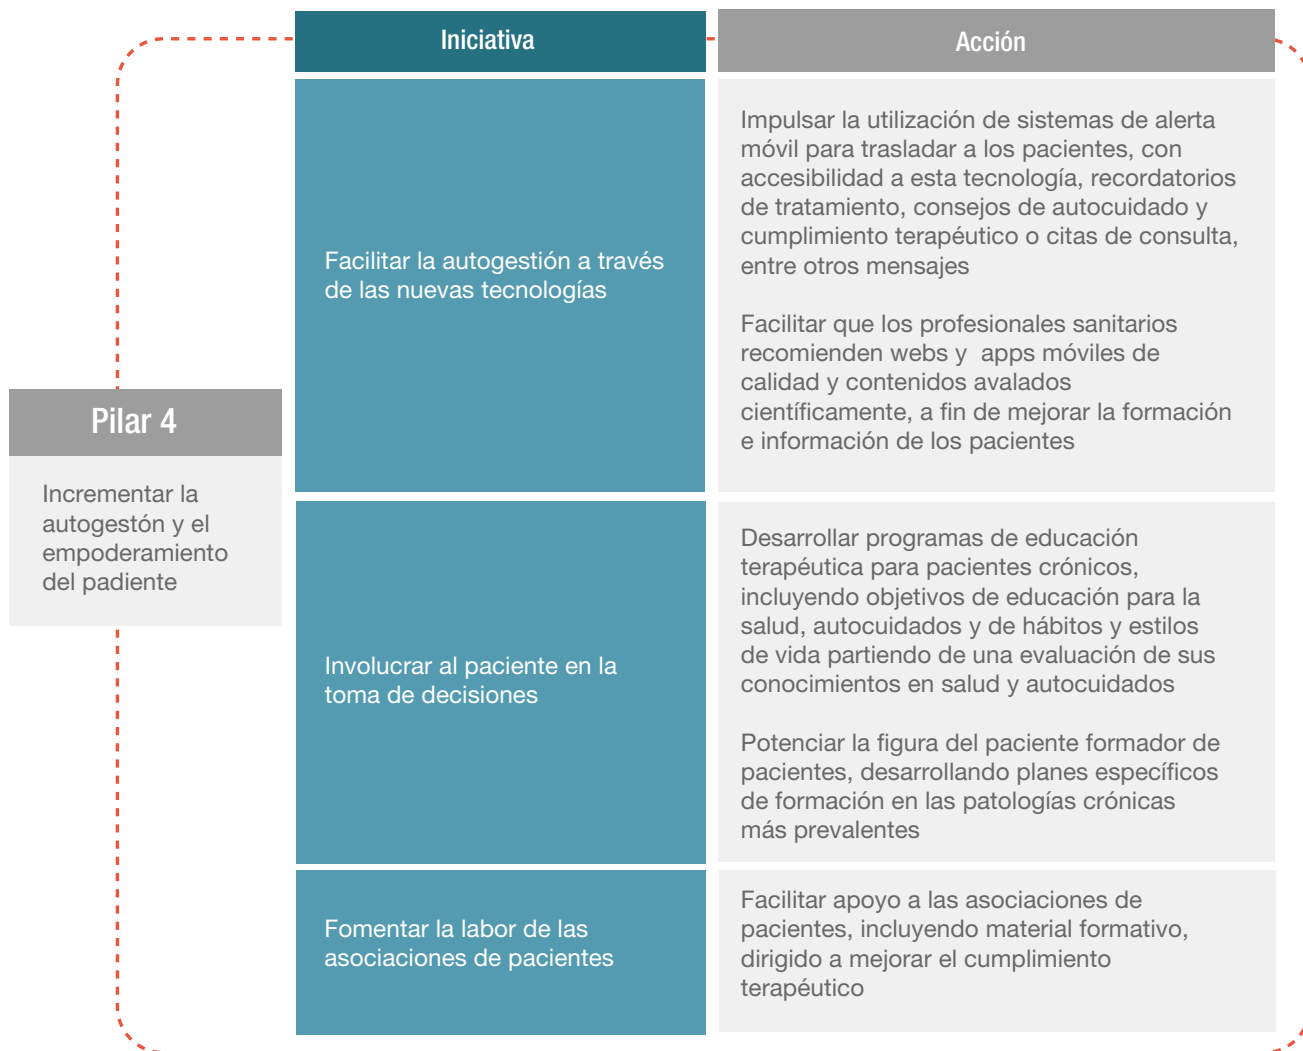 Iniciativa
Acción
Pilar 4
Incrementar la
autogestón y el
empoderamiento
del padiente
Facilitar la autogestión a través
de las nuevas tecnologías
Impulsar la utilización de sistemas de alerta
móvil para trasladar a los pacientes, con
accesibilidad a esta tecnología, recordatorios
de tratamiento, consejos de autocuidado y
cumplimiento terapéutico o citas de consulta,
entre otros mensajes
Facilitar que los profesionales sanitarios
recomienden webs y  apps móviles de
calidad y contenidos avalados
científicamente, a fin de mejorar la formación
e información de los pacientes
Involucrar al paciente en la
toma de decisiones
Desarrollar programas de educación
terapéutica para pacientes crónicos,
incluyendo objetivos de educación para la
salud, autocuidados y de hábitos y estilos
de vida partiendo de una evaluación de sus
conocimientos en salud y autocuidados
Potenciar la figura del paciente formador de
pacientes, desarrollando planes específicos
de formación en las patologías crónicas
más prevalentes
Fomentar la labor de las
asociaciones de pacientes
Facilitar apoyo a las asociaciones de
pacientes, incluyendo material formativo,
dirigido a mejorar el cumplimiento
terapéutico